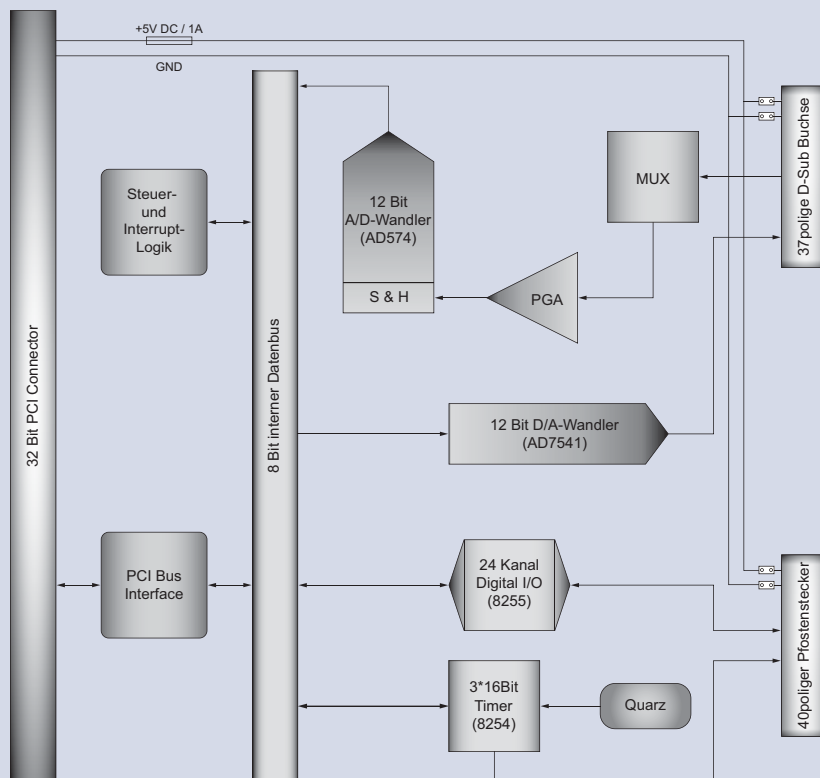 +5V DC / 1A
GND
32 Bit PCI Connector
8 Bit interner Datenbus
Steuer-
und
Interrupt-
Logik
12 Bit
A/D-Wandler
(AD574)
S & H
PGA
MUX
37polige D-Sub Buchse
12 Bit D/A-Wandler
(AD7541)
PCI Bus
Interface
24 Kanal
Digital I/O
(8255)
40poliger Pfostenstecker
3*16Bit
Timer
(8254)
Quarz